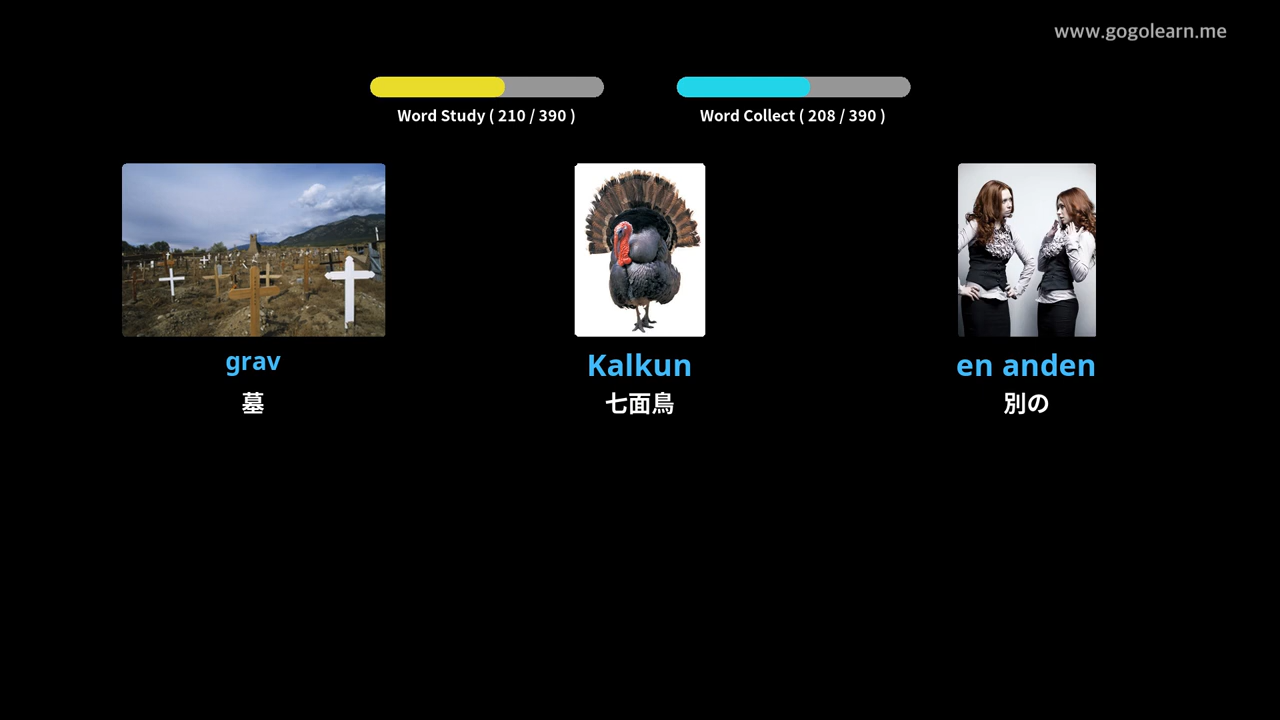 www.gogolearn.me
Word Study ( 210 / 390 )
Word Collect ( 208 / 390 )
grav
Kalkun
en anden
墓
七面鳥
別の